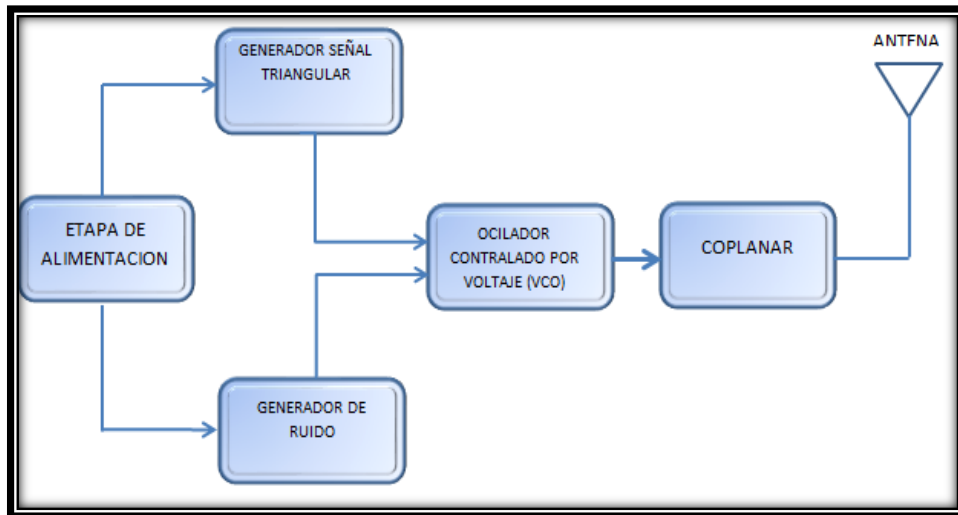 GENERADOR SEÑAL
TRIANGULAR
ANTENA
ETAPA DE
ALIMENTACION
OCILADOR
CONTRALADO POR
VOLTAJE (VCO)
COPLANAR
GENERADOR DE
RUIDO